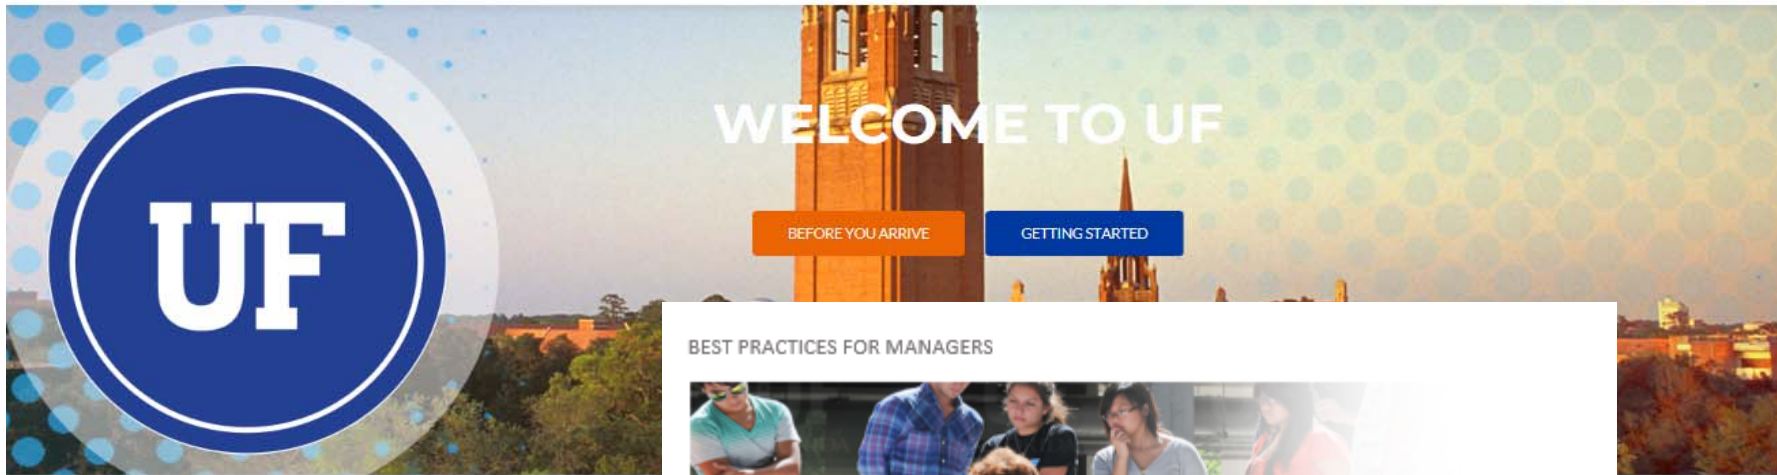 UF
WELCOME TO UF
BEFORE YOU ARRIVE
GETTING STARTED
BEST PRACTICES FOR MANAGERS